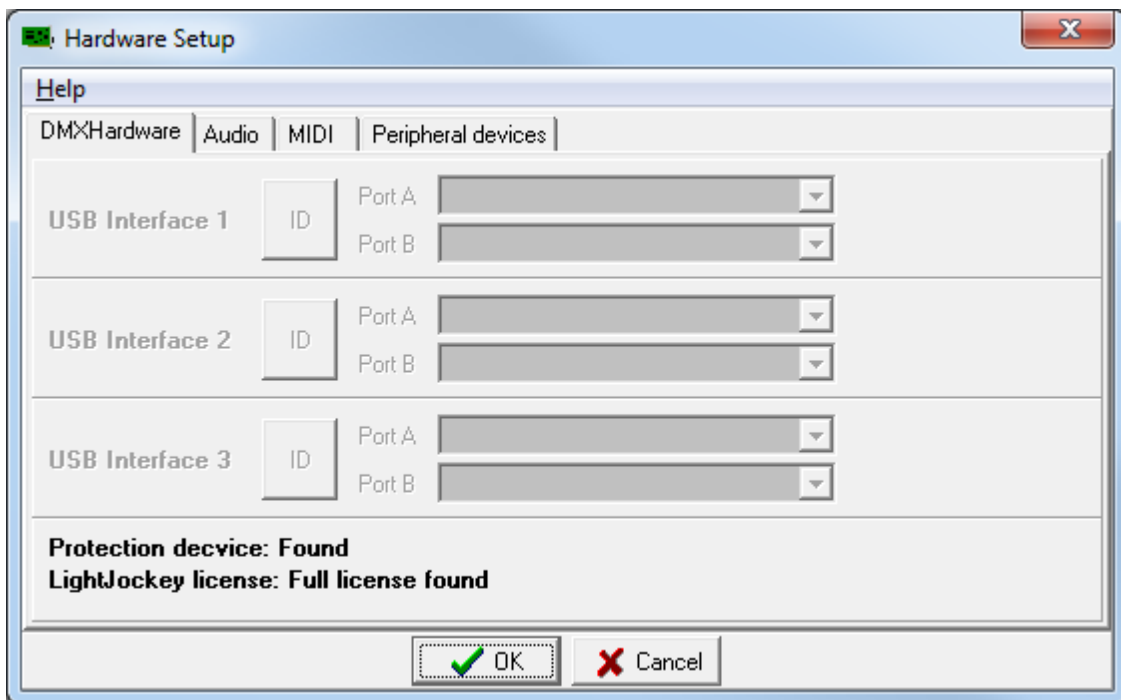 Hardware Setup
Help
DMXHardware Audio MIDI Peripheral devices
USB Interface 1 ID Port A
Port B
USB Interface 2 ID Port A
Port B
USB Interface 3 ID Port A
Port B
Protection decvice: Found
LightJockey license: Full license found
OK Cancel